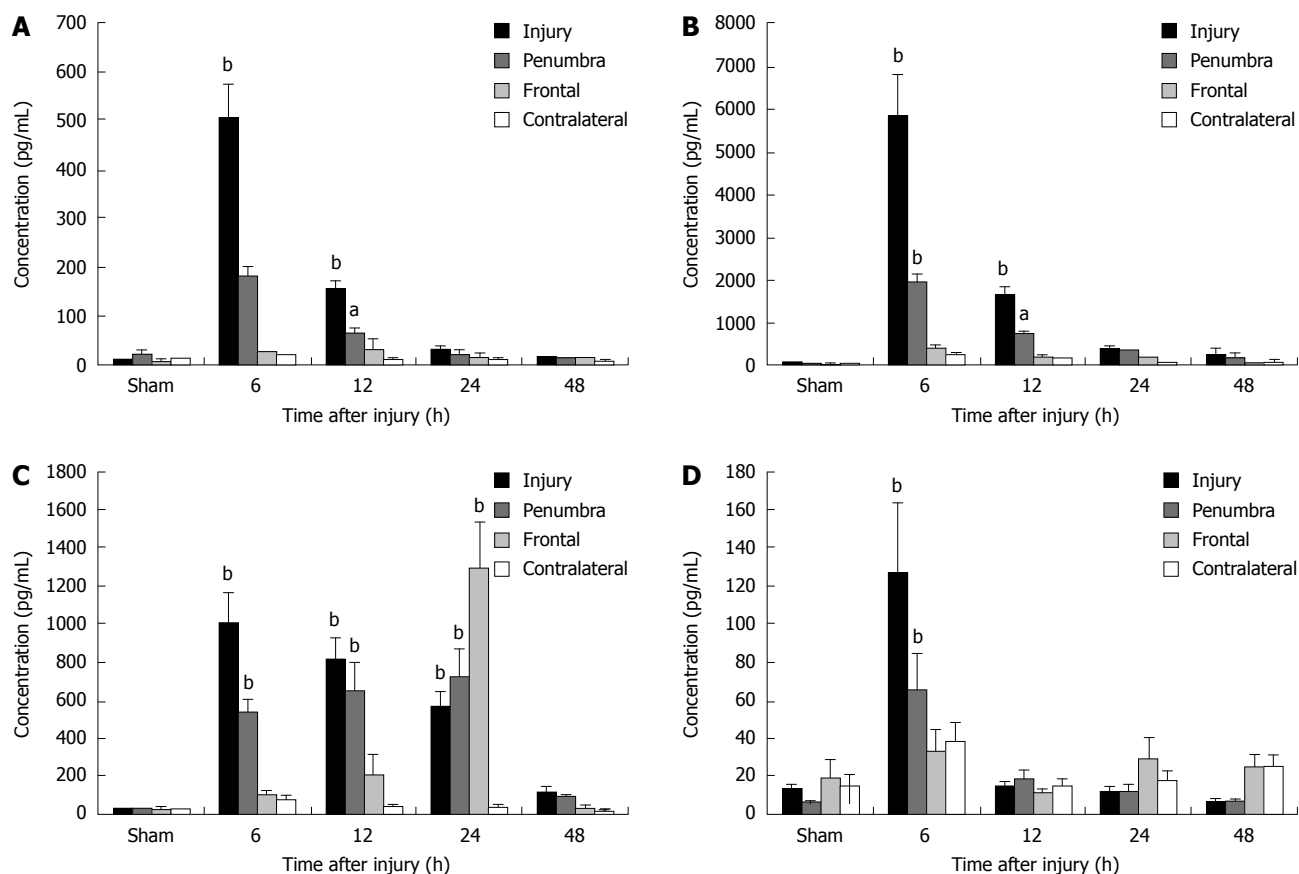 A
Concentration (pg/mL)
700
600
500
400
300
200
100
0
b
b
a
Injury
Penumbra
Frontal
Contralateral
Sham 6 12 24 48
Time after injury (h)
B
Concentration (pg/mL)
8000
7000
6000
5000
4000
3000
2000
1000
0
b
b
b
a
Injury
Penumbra
Frontal
Contralateral
Sham 6 12 24 48
Time after injury (h)
C
Concentration (pg/mL)
1800
1600
1400
1200
1000
800
600
400
200
0
b
b
b
b
b
b
b
Injury
Penumbra
Frontal
Contralateral
Sham 6 12 24 48
Time after injury (h)
D
Concentration (pg/mL)
180
160
140
120
100
80
60
40
20
0
b
b
Injury
Penumbra
Frontal
Contralateral
Sham 6 12 24 48
Time after injury (h)